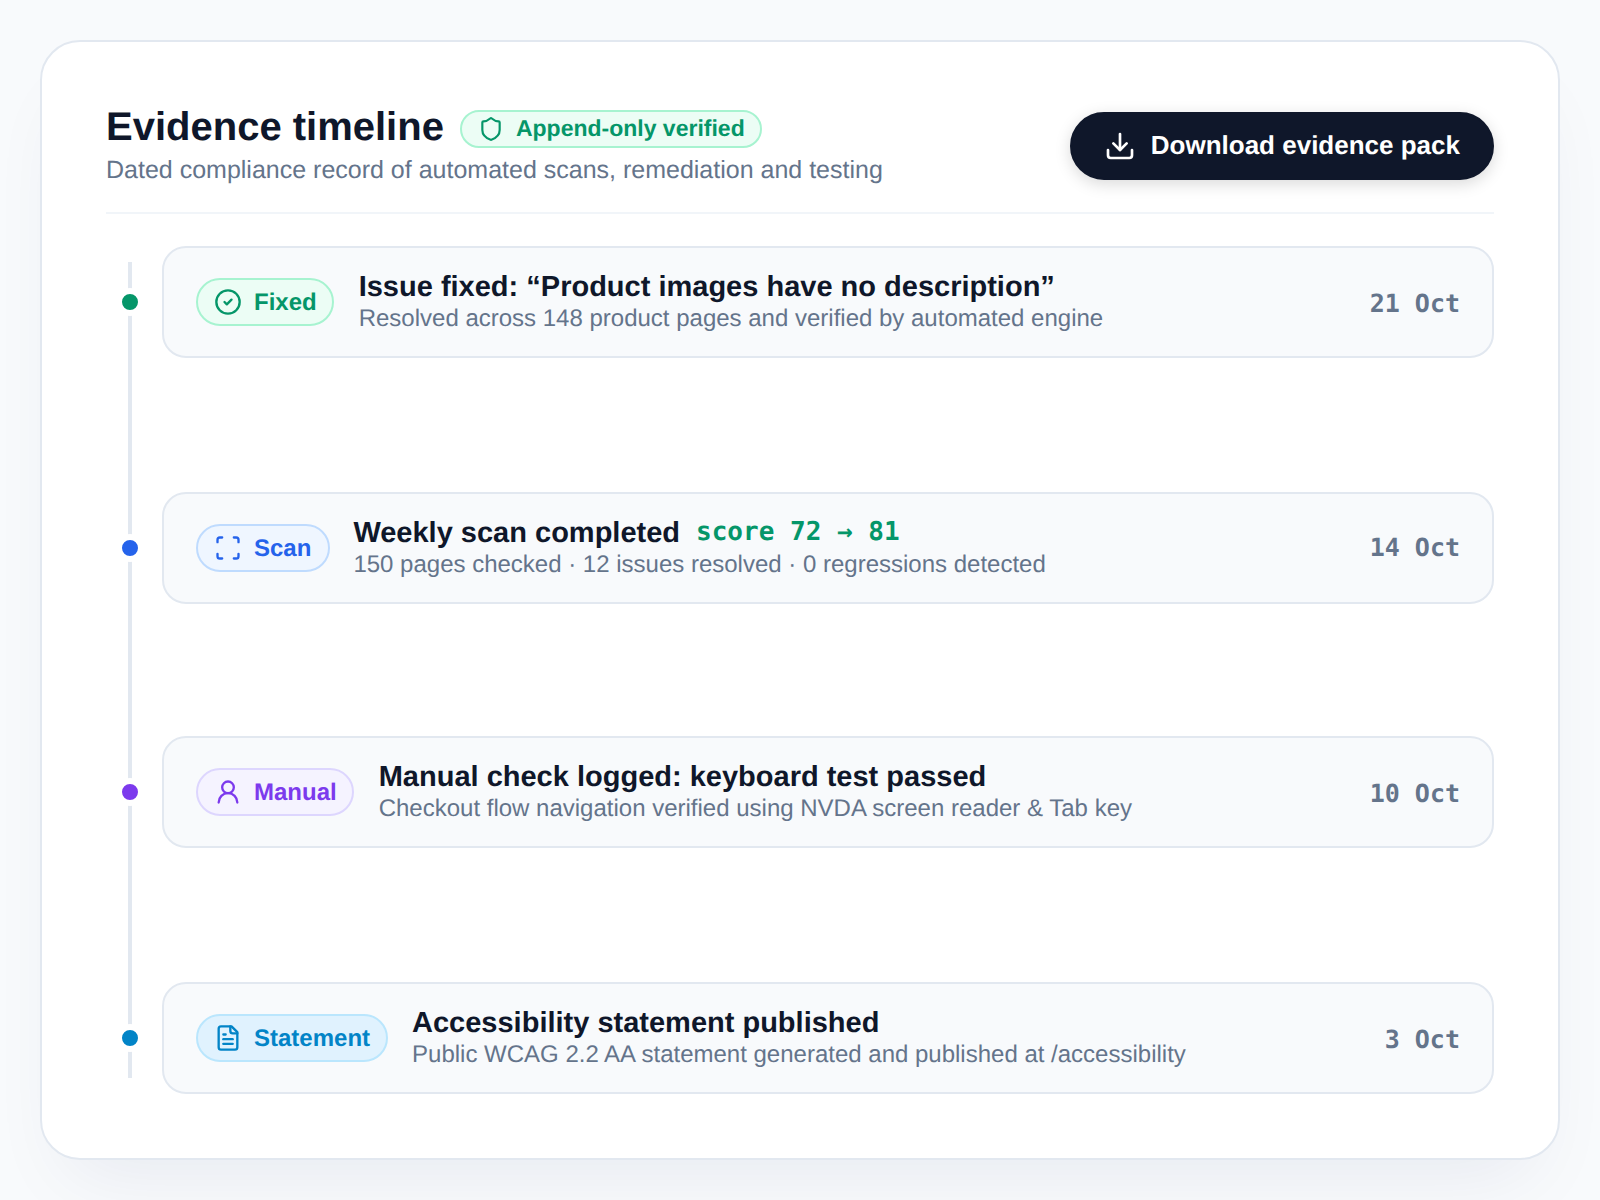 Evidence timeline
Append-only verified
Dated compliance record of automated scans, remediation and testing
Download evidence pack
Fixed
Issue fixed: “Product images have no description”
Resolved across 148 product pages and verified by automated engine
21 Oct
Scan
Weekly scan completed score 72 → 81
150 pages checked · 12 issues resolved · 0 regressions detected
14 Oct
Manual
Manual check logged: keyboard test passed
Checkout flow navigation verified using NVDA screen reader & Tab key
10 Oct
Statement
Accessibility statement published
Public WCAG 2.2 AA statement generated and published at /accessibility
3 Oct